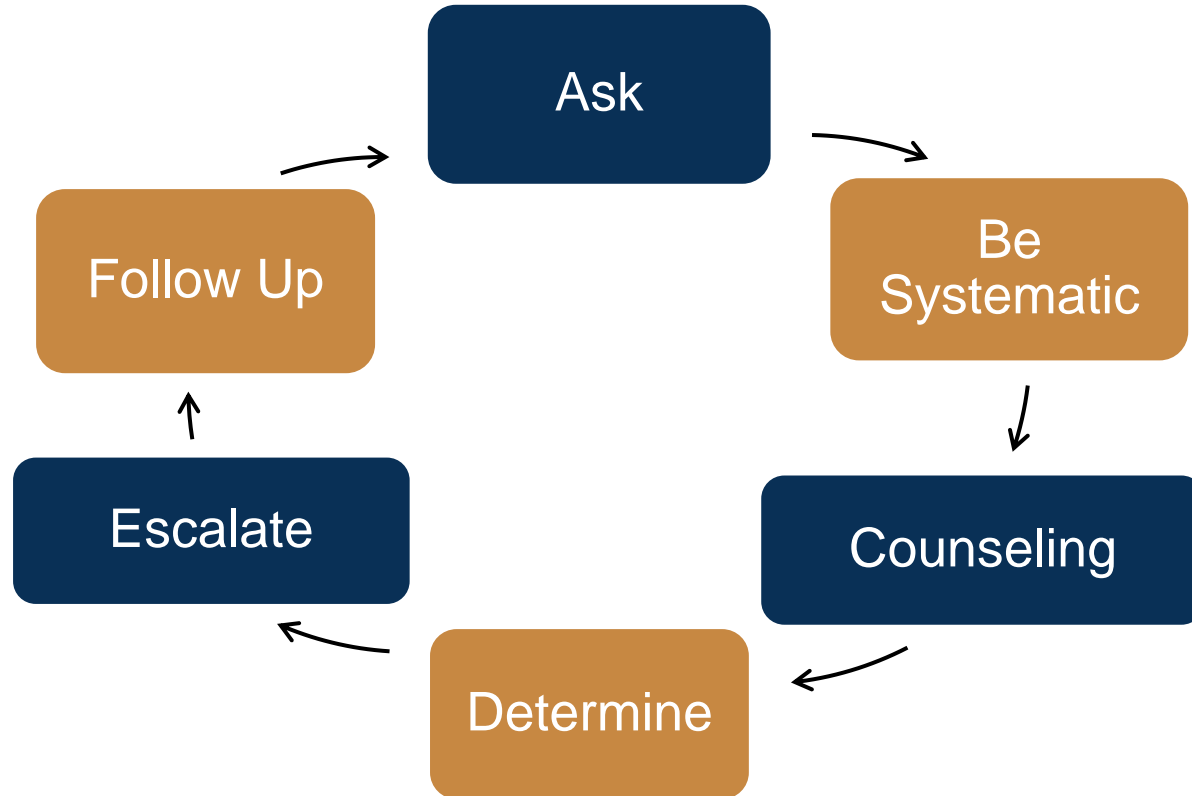 Ask
Be
Systematic
Counseling
Determine
Escalate
Follow Up